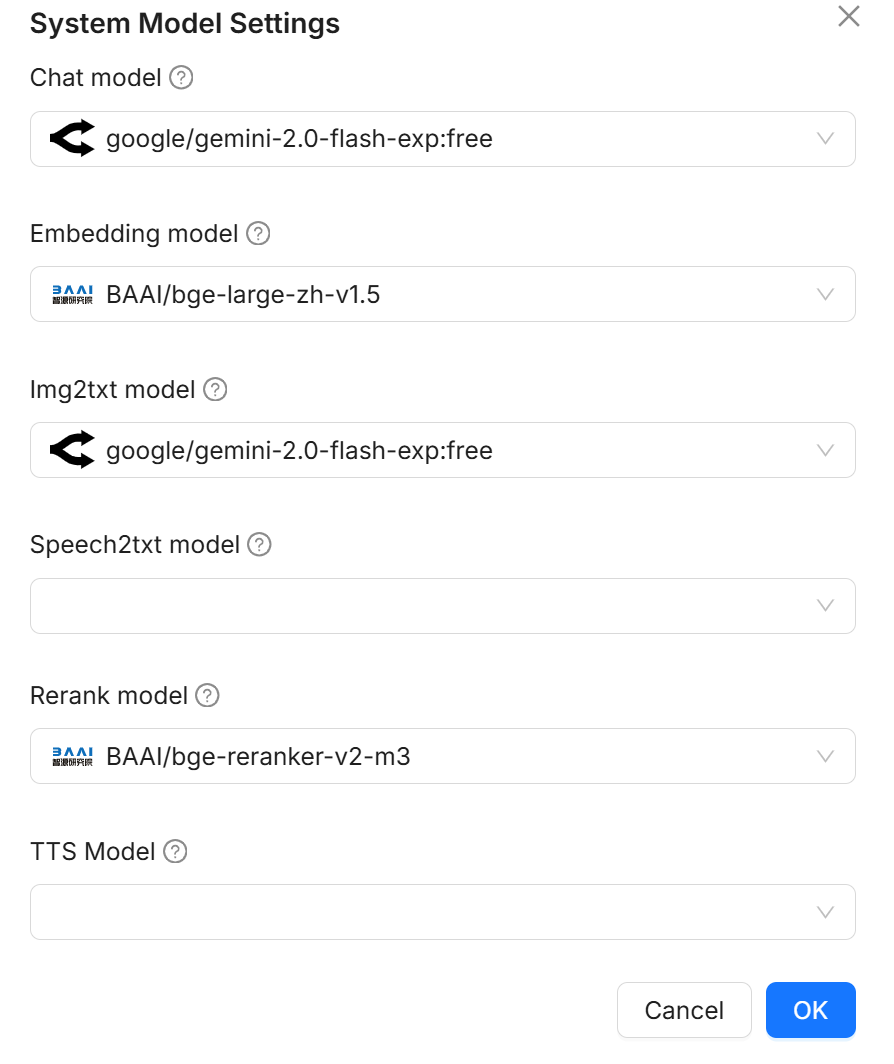 System Model Settings
Chat model
google/gemini-2.0-flash-exp:free
Embedding model
BAAI 智源研究院 BAAI/bge-large-zh-v1.5
Img2txt model
google/gemini-2.0-flash-exp:free
Speech2txt model
Rerank model
BAAI 智源研究院 BAAI/bge-reranker-v2-m3
TTS Model
Cancel OK